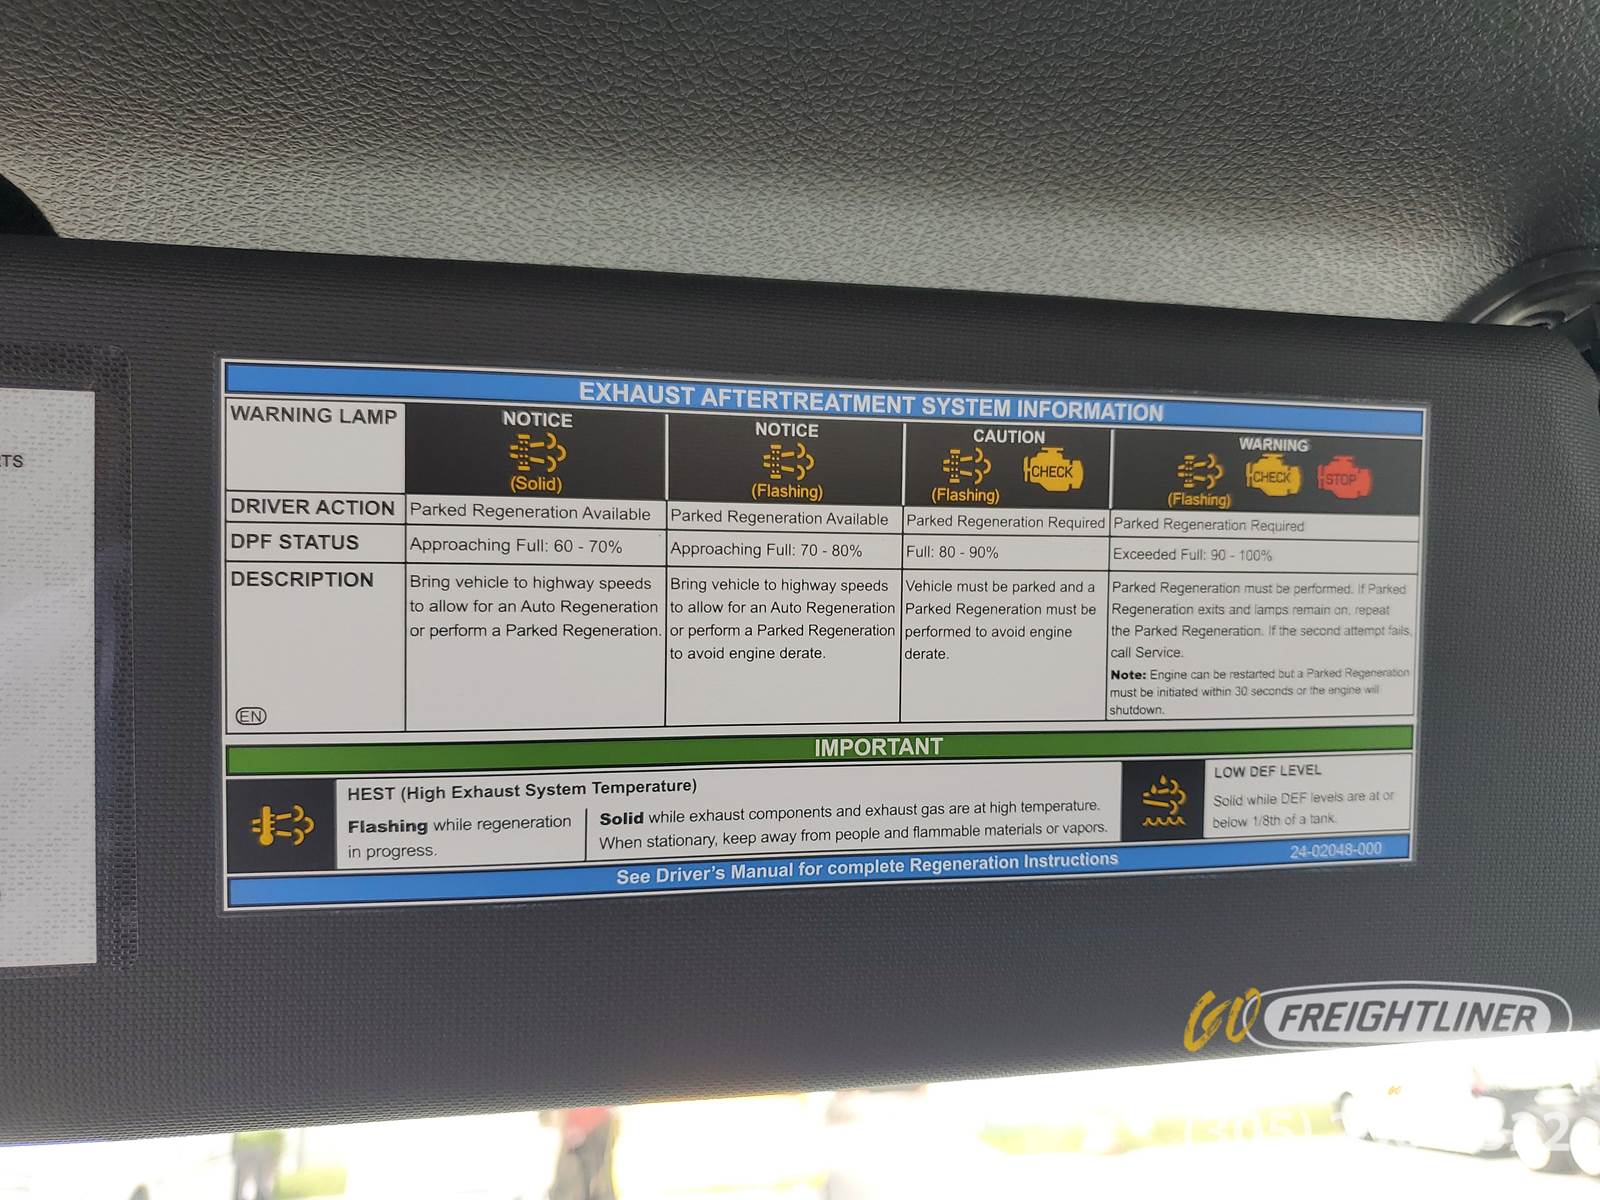 TS
EXHAUST AFTERTREATMENT SYSTEM INFORMATION
WARNING LAMP
NOTICE
(Solid)
NOTICE
(Flashing)
CAUTION
CHECK
(Flashing)
WARNING
CHECK
STOP
(Flashing)
DRIVER ACTION
Parked Regeneration Available
Parked Regeneration Available
Parked Regeneration Required
Parked Regeneration Required
DPF STATUS
Approaching Full: 60 - 70%
Approaching Full: 70 - 80%
Full: 80 - 90%
Exceeded Full: 90 - 100%
DESCRIPTION
Bring vehicle to highway speeds
to allow for an Auto Regeneration
or perform a Parked Regeneration.
Bring vehicle to highway speeds
to allow for an Auto Regeneration
or perform a Parked Regeneration
to avoid engine derate.
Vehicle must be parked and a
Parked Regeneration must be
performed to avoid engine
derate.
Parked Regeneration must be performed. If Parked
Regeneration exits and lamps remain on, repeat
the Parked Regeneration. If the second attempt fails,
call Service.
Note: Engine can be restarted but a Parked Regeneration
must be initiated within 30 seconds or the engine will
shutdown.
EN
IMPORTANT
HEST (High Exhaust System Temperature)
Flashing while regeneration
in progress.
Solid while exhaust components and exhaust gas are at high temperature.
When stationary, keep away from people and flammable materials or vapors.
LOW DEF LEVEL
Solid while DEF levels are at or
below 1/8th of a tank.
See Driver's Manual for complete Regeneration Instructions
24-02048-000
GO FREIGHTLINER
(305)